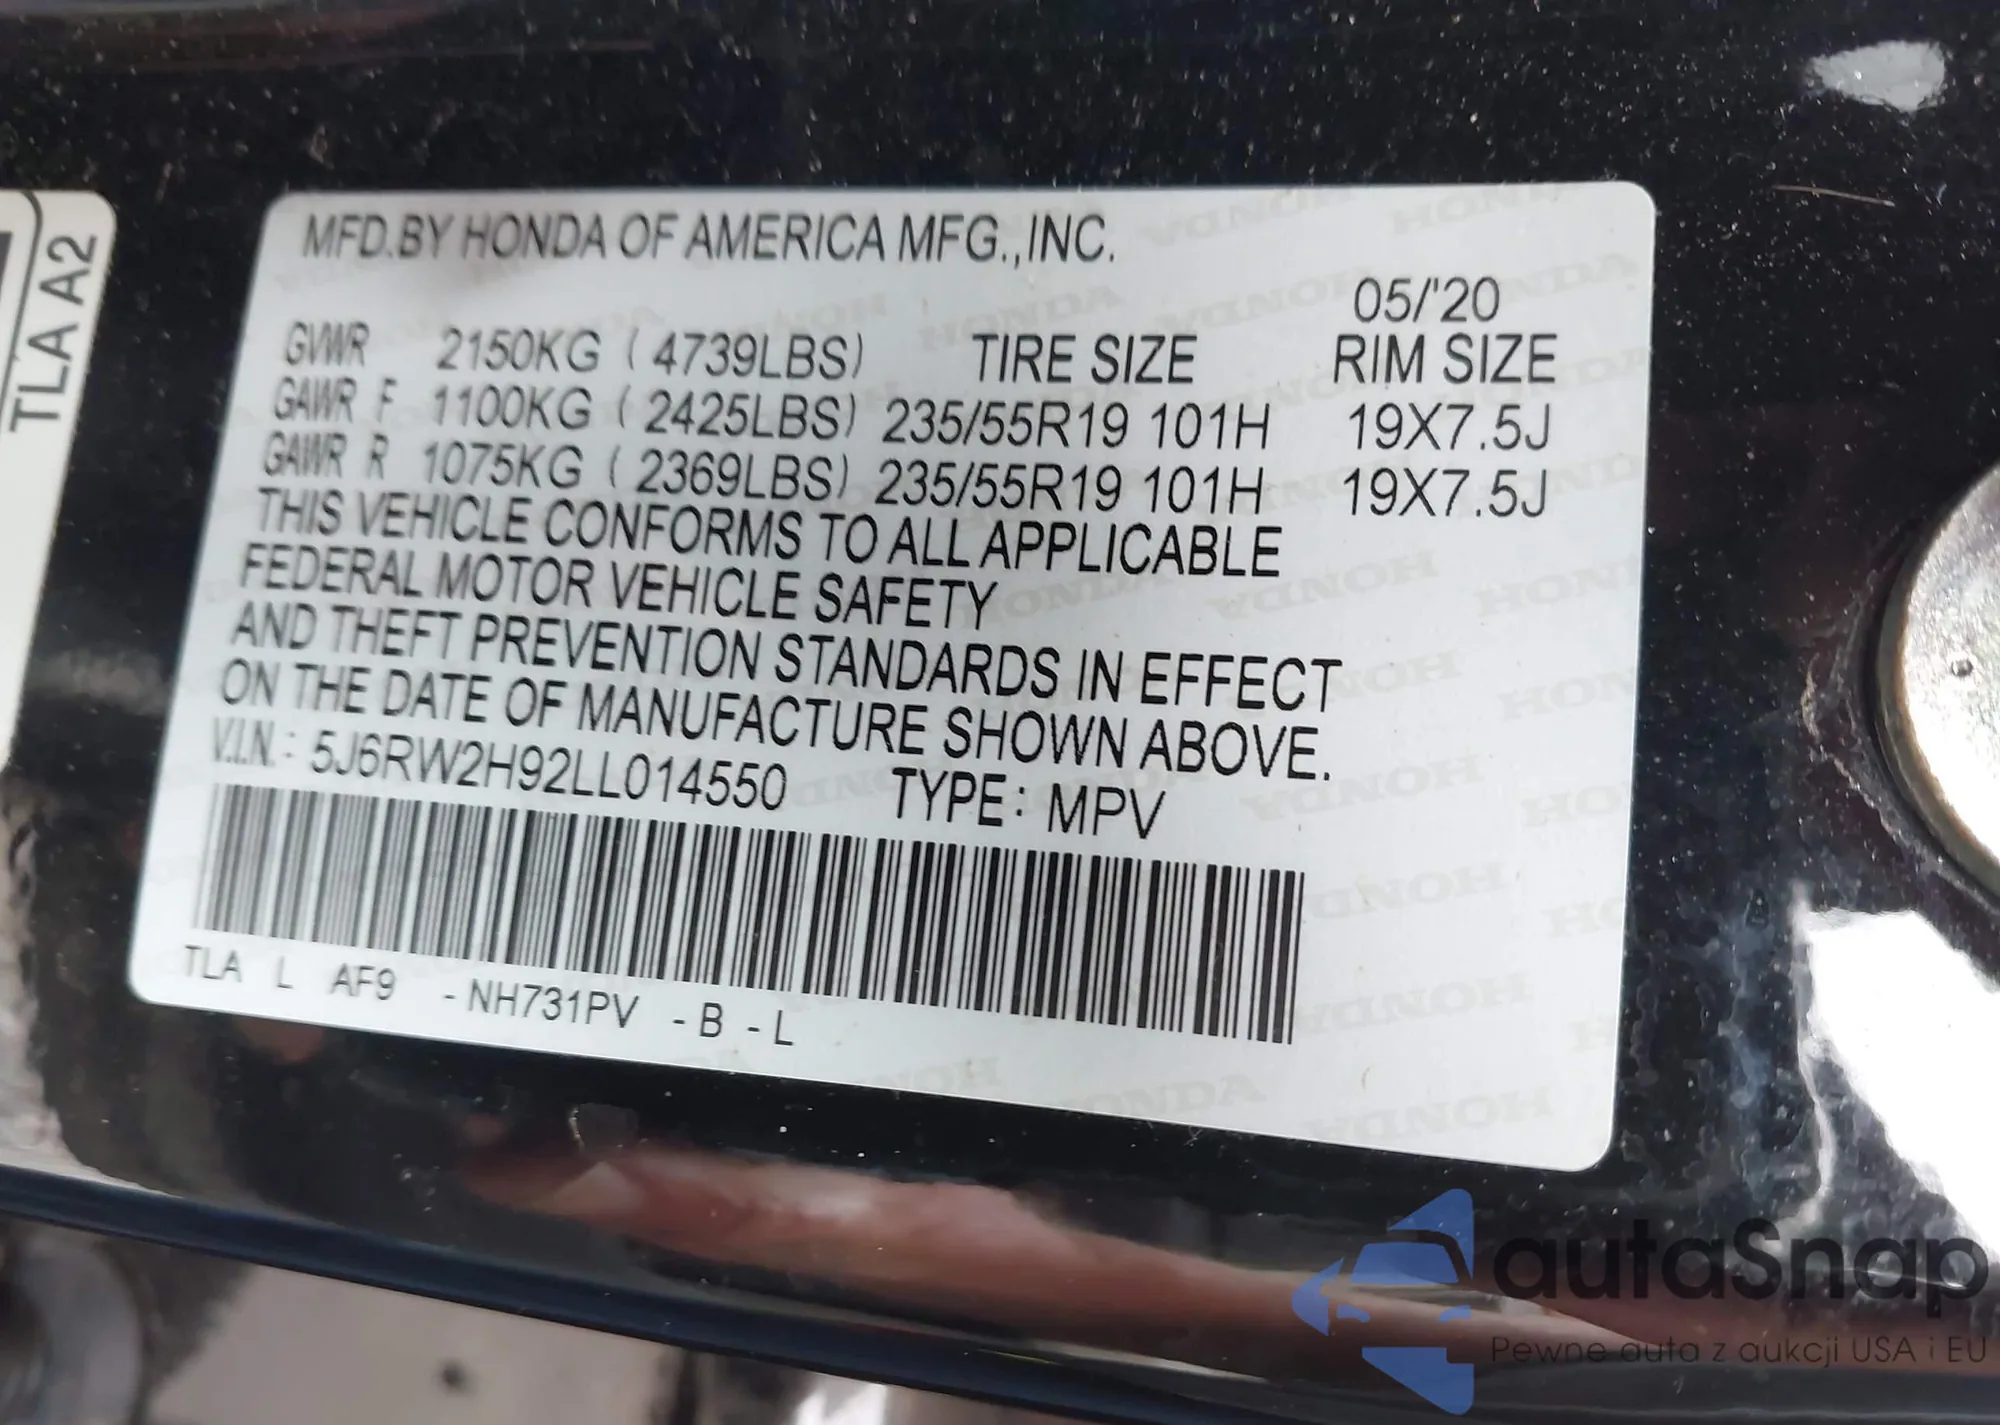 TLA A2
MFD.BY HONDA OF AMERICA MFG.,INC.
05/'20
GVWR 2150KG ( 4739LBS) TIRE SIZE RIM SIZE
GAWR F 1100KG ( 2425LBS) 235/55R19 101H 19X7.5J
GAWR R 1075KG ( 2369LBS) 235/55R19 101H 19X7.5J
THIS VEHICLE CONFORMS TO ALL APPLICABLE
FEDERAL MOTOR VEHICLE SAFETY
AND THEFT PREVENTION STANDARDS IN EFFECT
ON THE DATE OF MANUFACTURE SHOWN ABOVE.
V.I.N.: 5J6RW2H92LL014550 TYPE: MPV
TLA L AF9 -NH731PV -B -L
autaSnap
Pewne auta z aukcji USA i EU